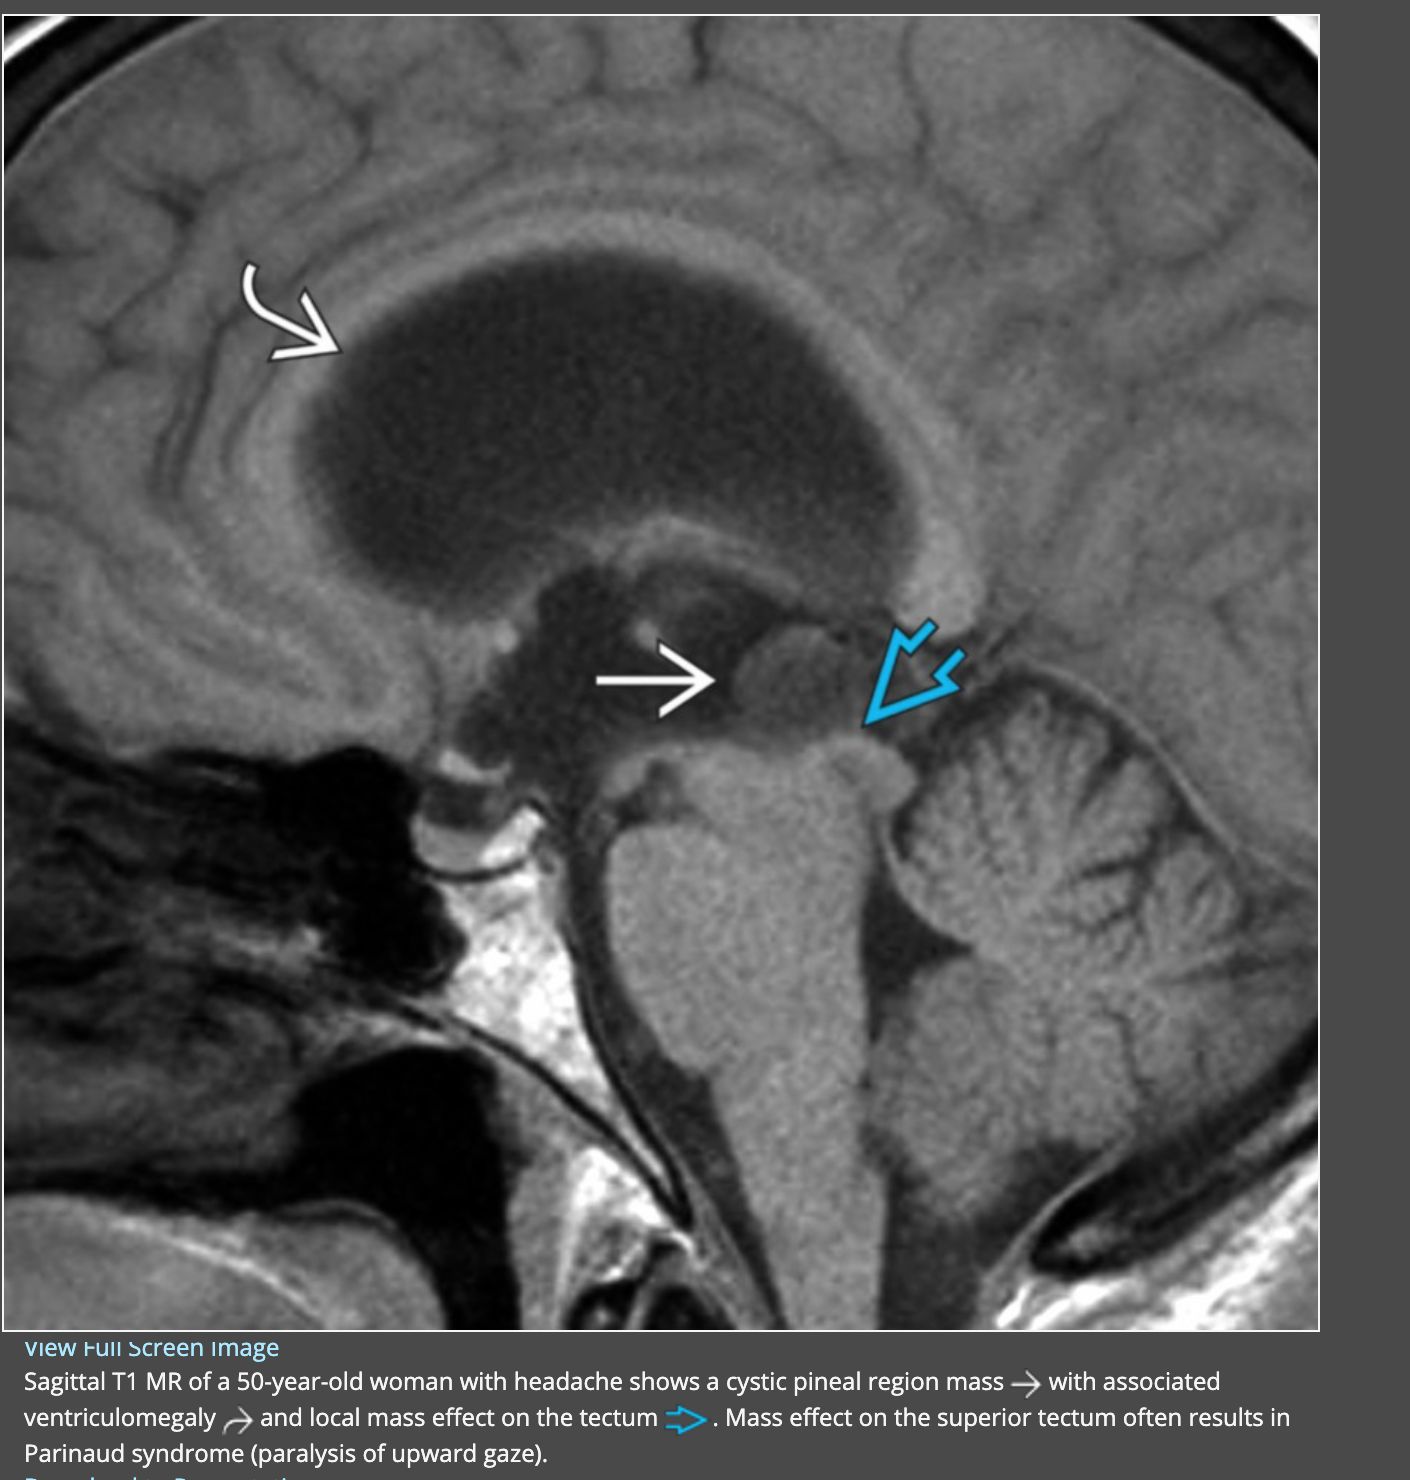 View Full Screen Image
Sagittal T1 MR of a 50-year-old woman with headache shows a cystic pineal region mass → with associated
ventriculomegaly and local mass effect on the tectum . Mass effect on the superior tectum often results in
Parinaud syndrome (paralysis of upward gaze).